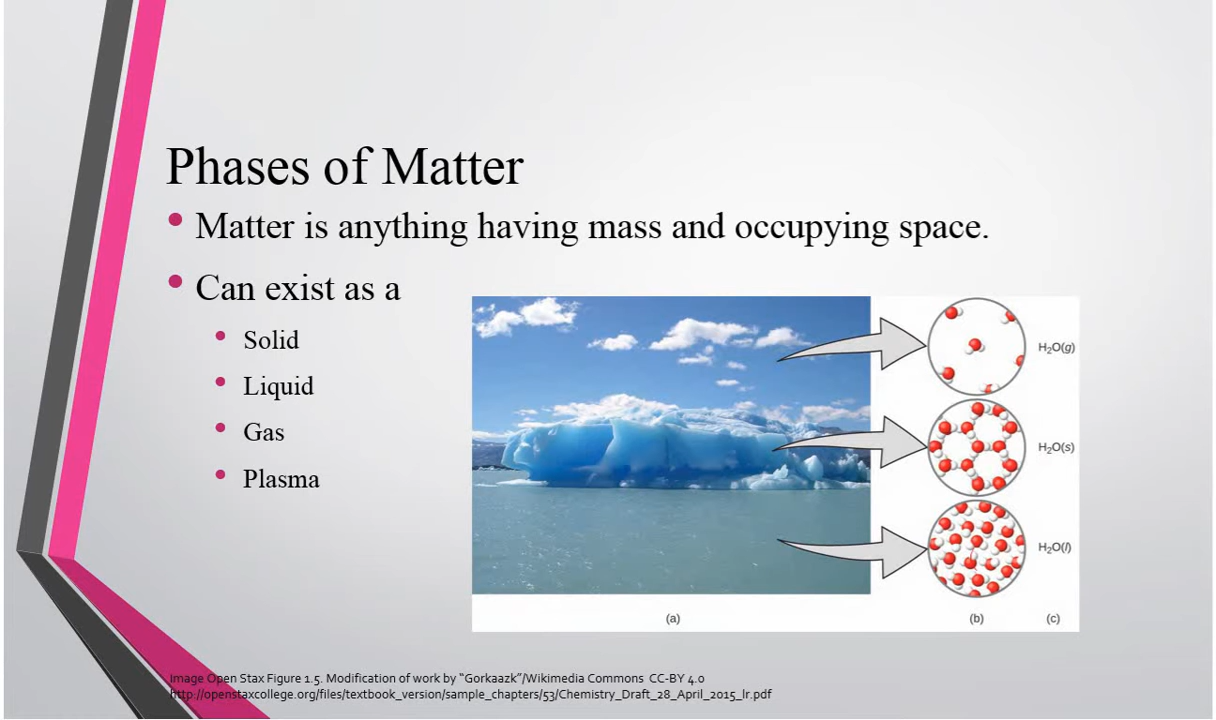 Phases of Matter
• Matter is anything having mass and occupying space.
• Can exist as a
• Solid
• Liquid
• Gas
• Plasma
H₂O(g)
H₂O(s)
H₂O(l)
(a) (b) (c)
Image Open Stax Figure 1.5. Modification of work by “Gorkaazk”/Wikimedia Commons CC-BY 4.0
http://openstaxcollege.org/files/textbook_version/sample_chapters/53/Chemistry_Draft_28_April_2015_lr.pdf